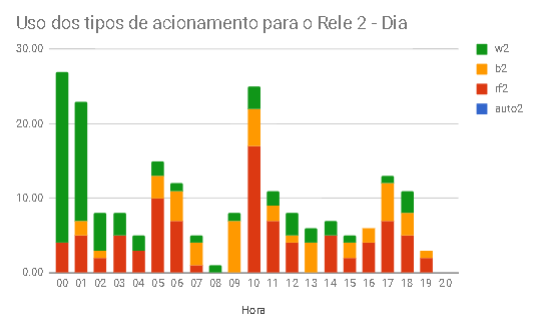 Uso dos tipos de acionamento para o Rele 2 - Dia
30.00
20.00
10.00
0.00
00 01 02 03 04 05 06 07 08 09 10 11 12 13 14 15 16 17 18 19 20
Hora
w2
b2
rf2
auto2